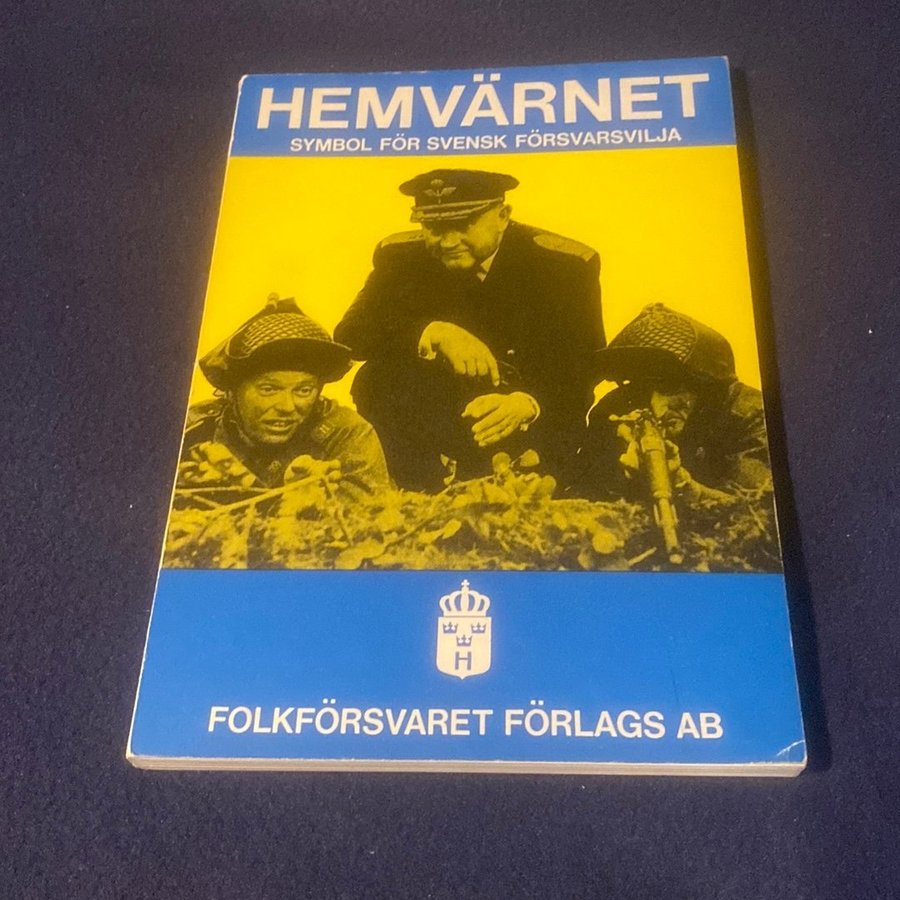 HEMVÄRNET
SYMBOL FÖR SVENSK FÖRSVARSVILJA
H
FOLKFÖRSVARET FÖRLAGS AB